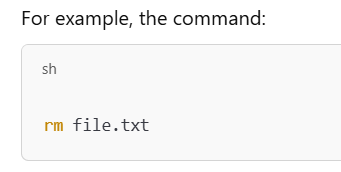 For example, the command:
sh
rm file.txt